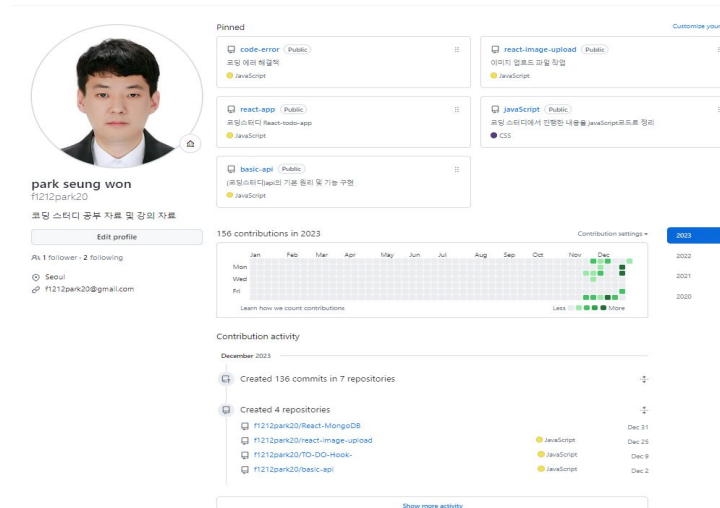 Pinned
Customize your
code-error Public
코딩 에러 해결책
JavaScript
react-image-upload Public
이미지 업로드 파일 작업
JavaScript
react-app Public
코딩스터디 React-todo-app
JavaScript
javaScript Public
코딩 스터디에서 진행한 내용을 javaScript코드로 정리
CSS
basic-api Public
(코딩스터디)api의 기본 원리 및 기능 구현
JavaScript
park seung won
f1212park20
코딩 스터디 공부 자료 및 강의 자료
Edit profile
1 follower · 2 following
Seoul
f1212park20@gmail.com
156 contributions in 2023
Contribution settings
2023
2022
2021
2020
Jan Feb Mar Apr May Jun Jul Aug Sep Oct Nov Dec
Mon
Wed
Fri
Learn how we count contributions
Less More
Contribution activity
December 2023
Created 136 commits in 7 repositories
Created 4 repositories
f1212park20/React-MongoDB Dec 31
f1212park20/react-image-upload JavaScript Dec 25
f1212park20/TO-DO-Hook- JavaScript Dec 9
f1212park20/basic-api JavaScript Dec 2
Show more activity